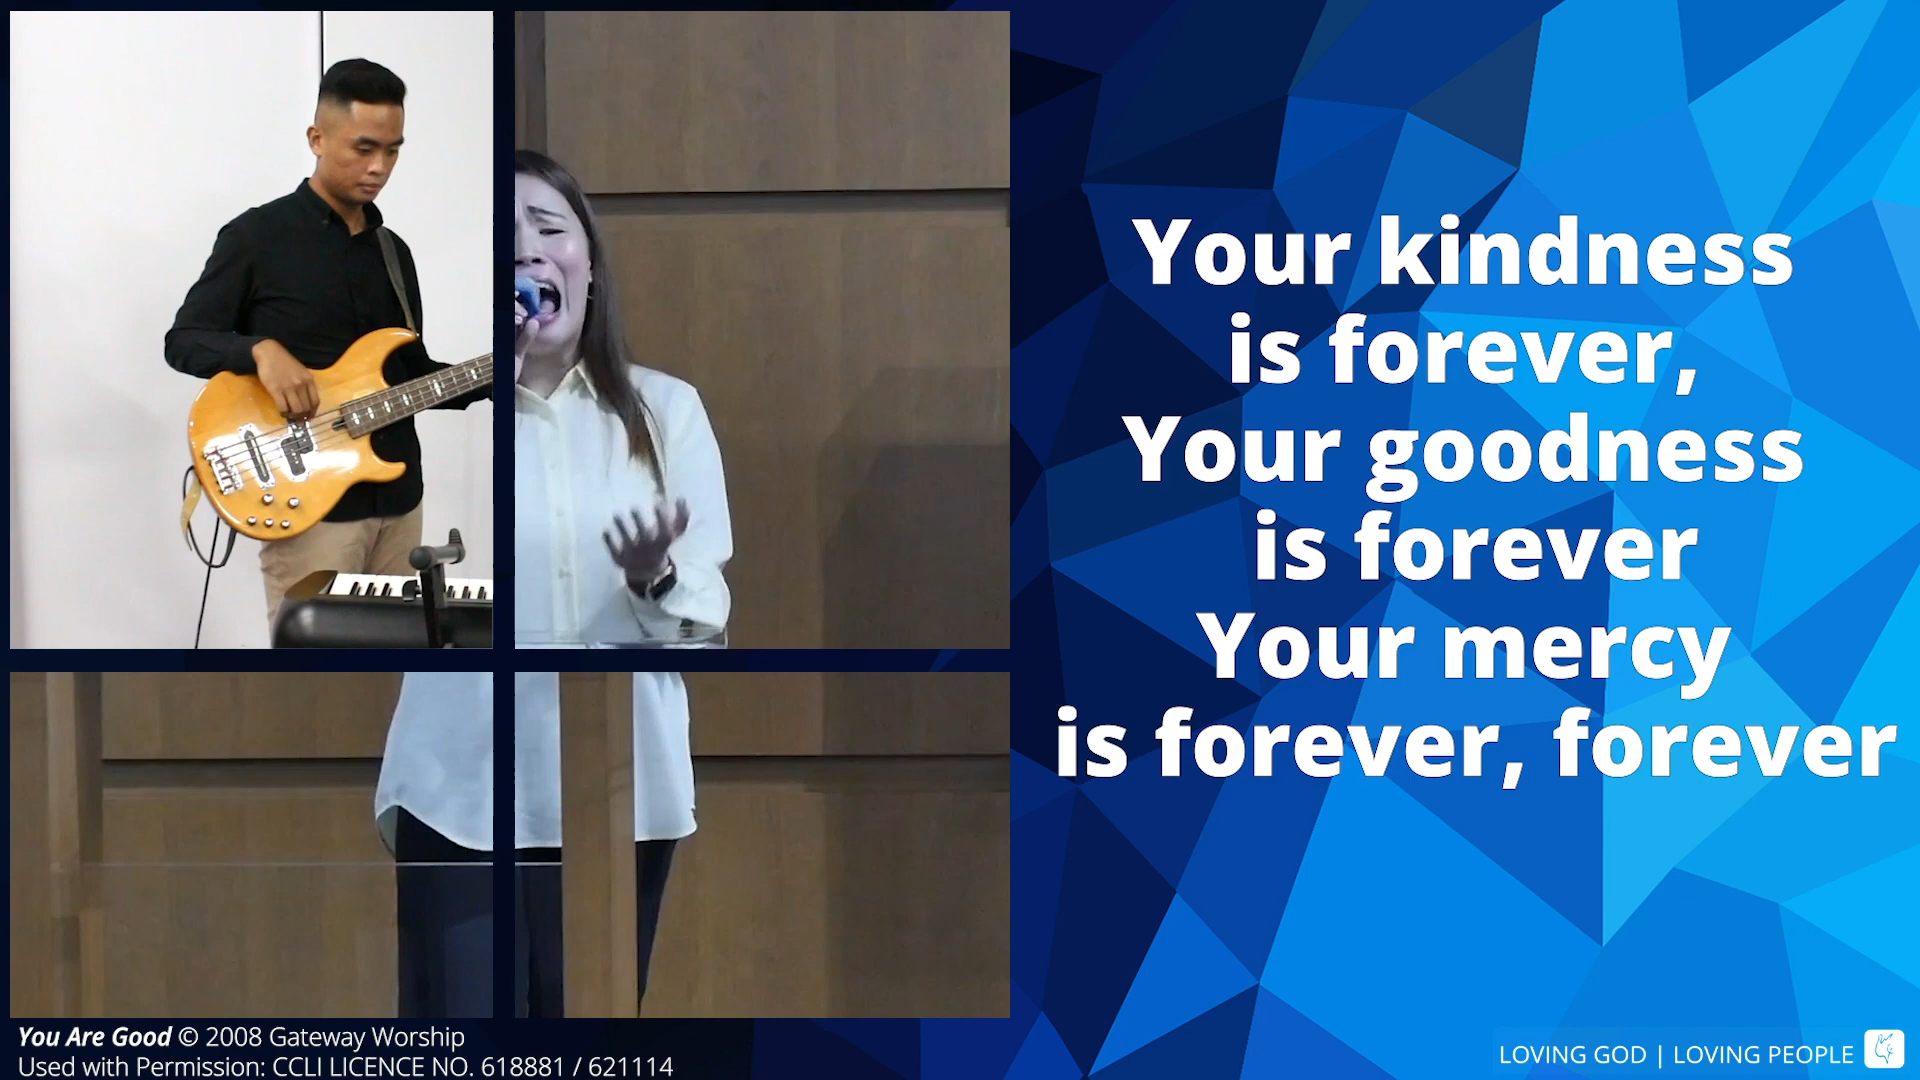 Your kindness
is forever,
Your goodness
is forever
Your mercy
is forever, forever
You Are Good © 2008 Gateway Worship
Used with Permission: CCLI LICENCE NO. 618881 / 621114
LOVING GOD | LOVING PEOPLE